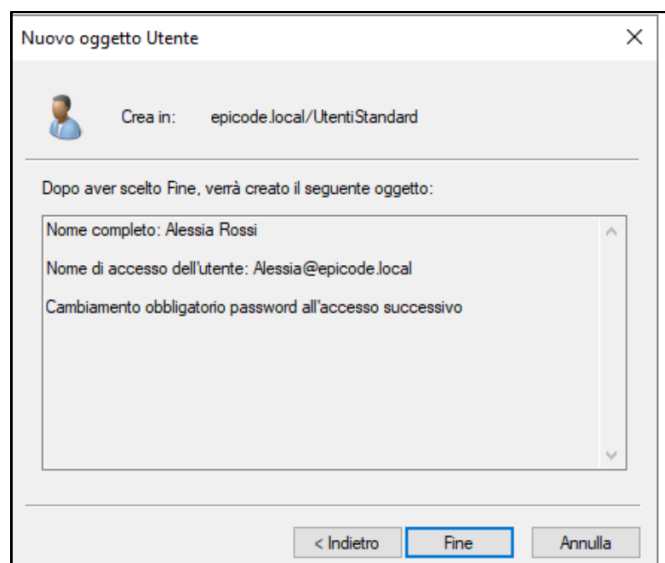 Nuovo oggetto Utente
Crea in: epicode.local/UtentiStandard
Dopo aver scelto Fine, verrà creato il seguente oggetto:
Nome completo: Alessia Rossi
Nome di accesso dell'utente: Alessia@epicode.local
Cambiamento obbligatorio password all'accesso successivo
< Indietro Fine Annulla